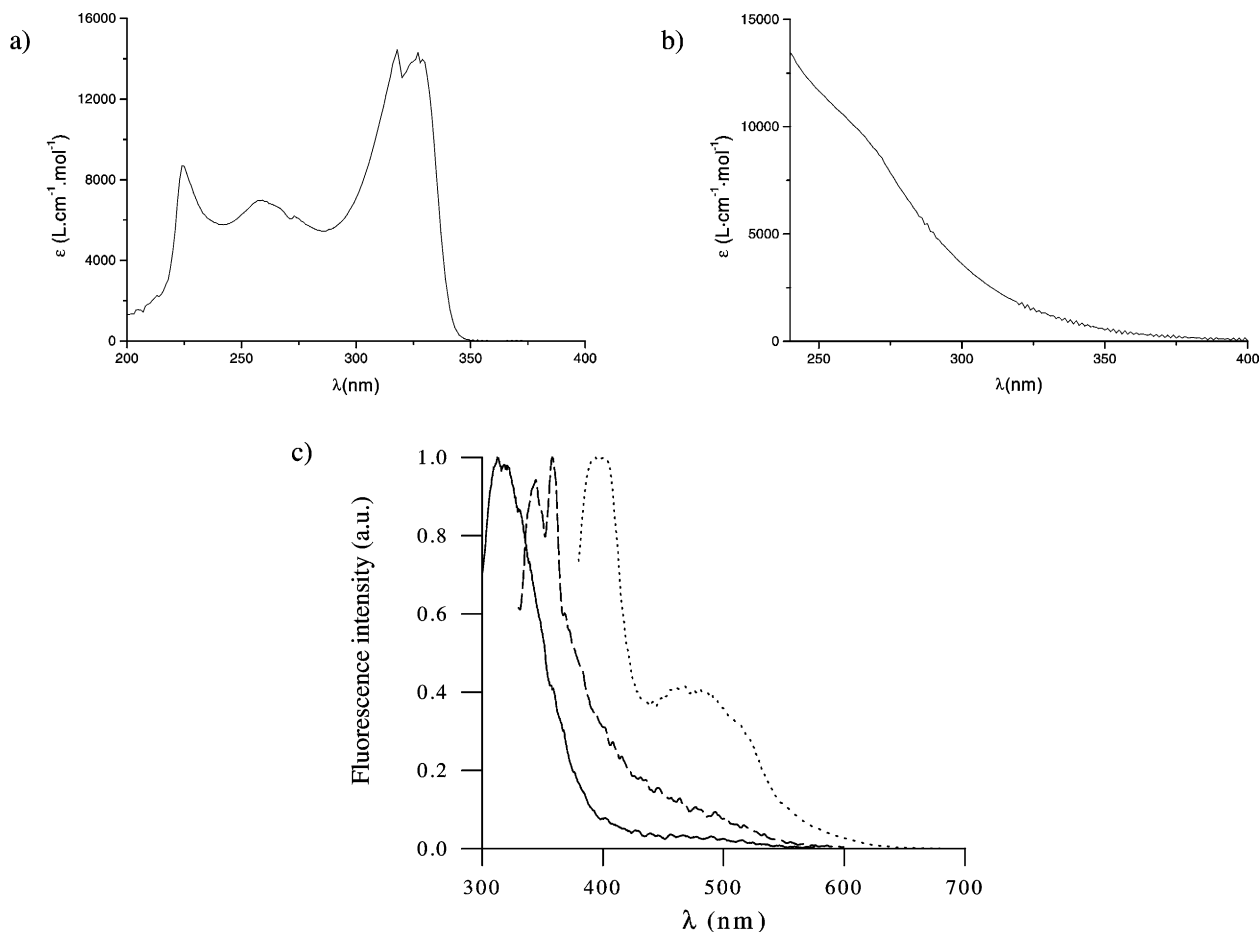 a)
16000
12000
8000
4000
0
ε (L.cm⁻¹.mol⁻¹)
200 250 300 350 400
λ(nm)
b)
15000
10000
5000
0
ε (L·cm⁻¹·mol⁻¹)
250 300 350 400
λ(nm)
c)
1.0
0.8
0.6
0.4
0.2
0.0
Fluorescence intensity (a.u.)
300 400 500 600 700
λ (nm)